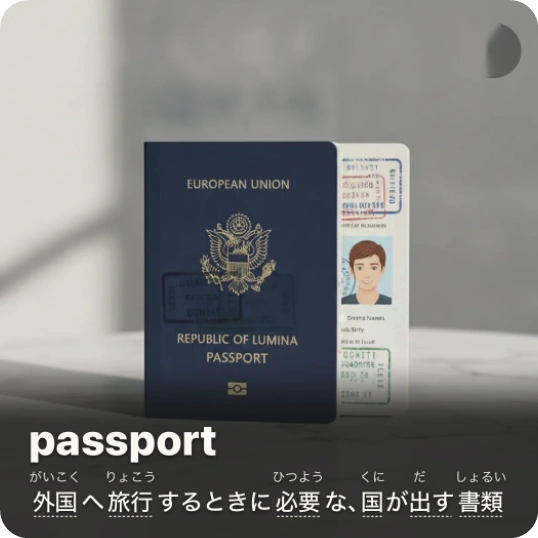 EUROPEAN UNION
REPUBLIC OF LUMINA
PASSPORT
passport
がいこく りょこう ひつよう くに だ しょるい
外国へ旅行するときに必要な、国が出す書類